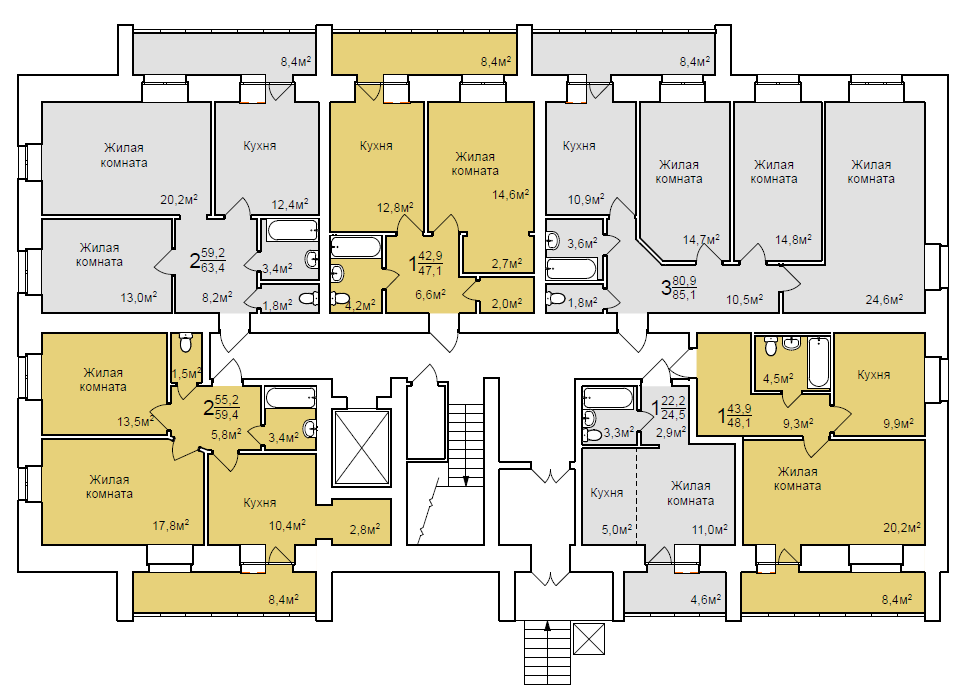 8,4м²
8,4м²
8,4м²
Жилая
комната
20,2м²
Кухня
12,4м²
Кухня
12,8м²
Жилая
комната
14,6м²
2,7м²
Кухня
10,9м²
Жилая
комната
14,7м²
Жилая
комната
14,8м²
Жилая
комната
24,6м²
Жилая
комната
13,0м²
2 59,2
63,4
8,2м²
3,4м²
1,8м²
4,2м²
1 42,9
47,1
6,6м²
2,0м²
3,6м²
1,8м²
3 80,9
85,1
10,5м²
Жилая
комната
13,5м²
1,5м²
2 55,2
59,4
5,8м²
3,4м²
Жилая
комната
17,8м²
Кухня
10,4м²
2,8м²
8,4м²
3,3м²
1 22,2
24,5
2,9м²
Кухня
5,0м²
Жилая
комната
11,0м²
4,6м²
1 43,9
48,1
9,3м²
4,5м²
Кухня
9,9м²
Жилая
комната
20,2м²
8,4м²